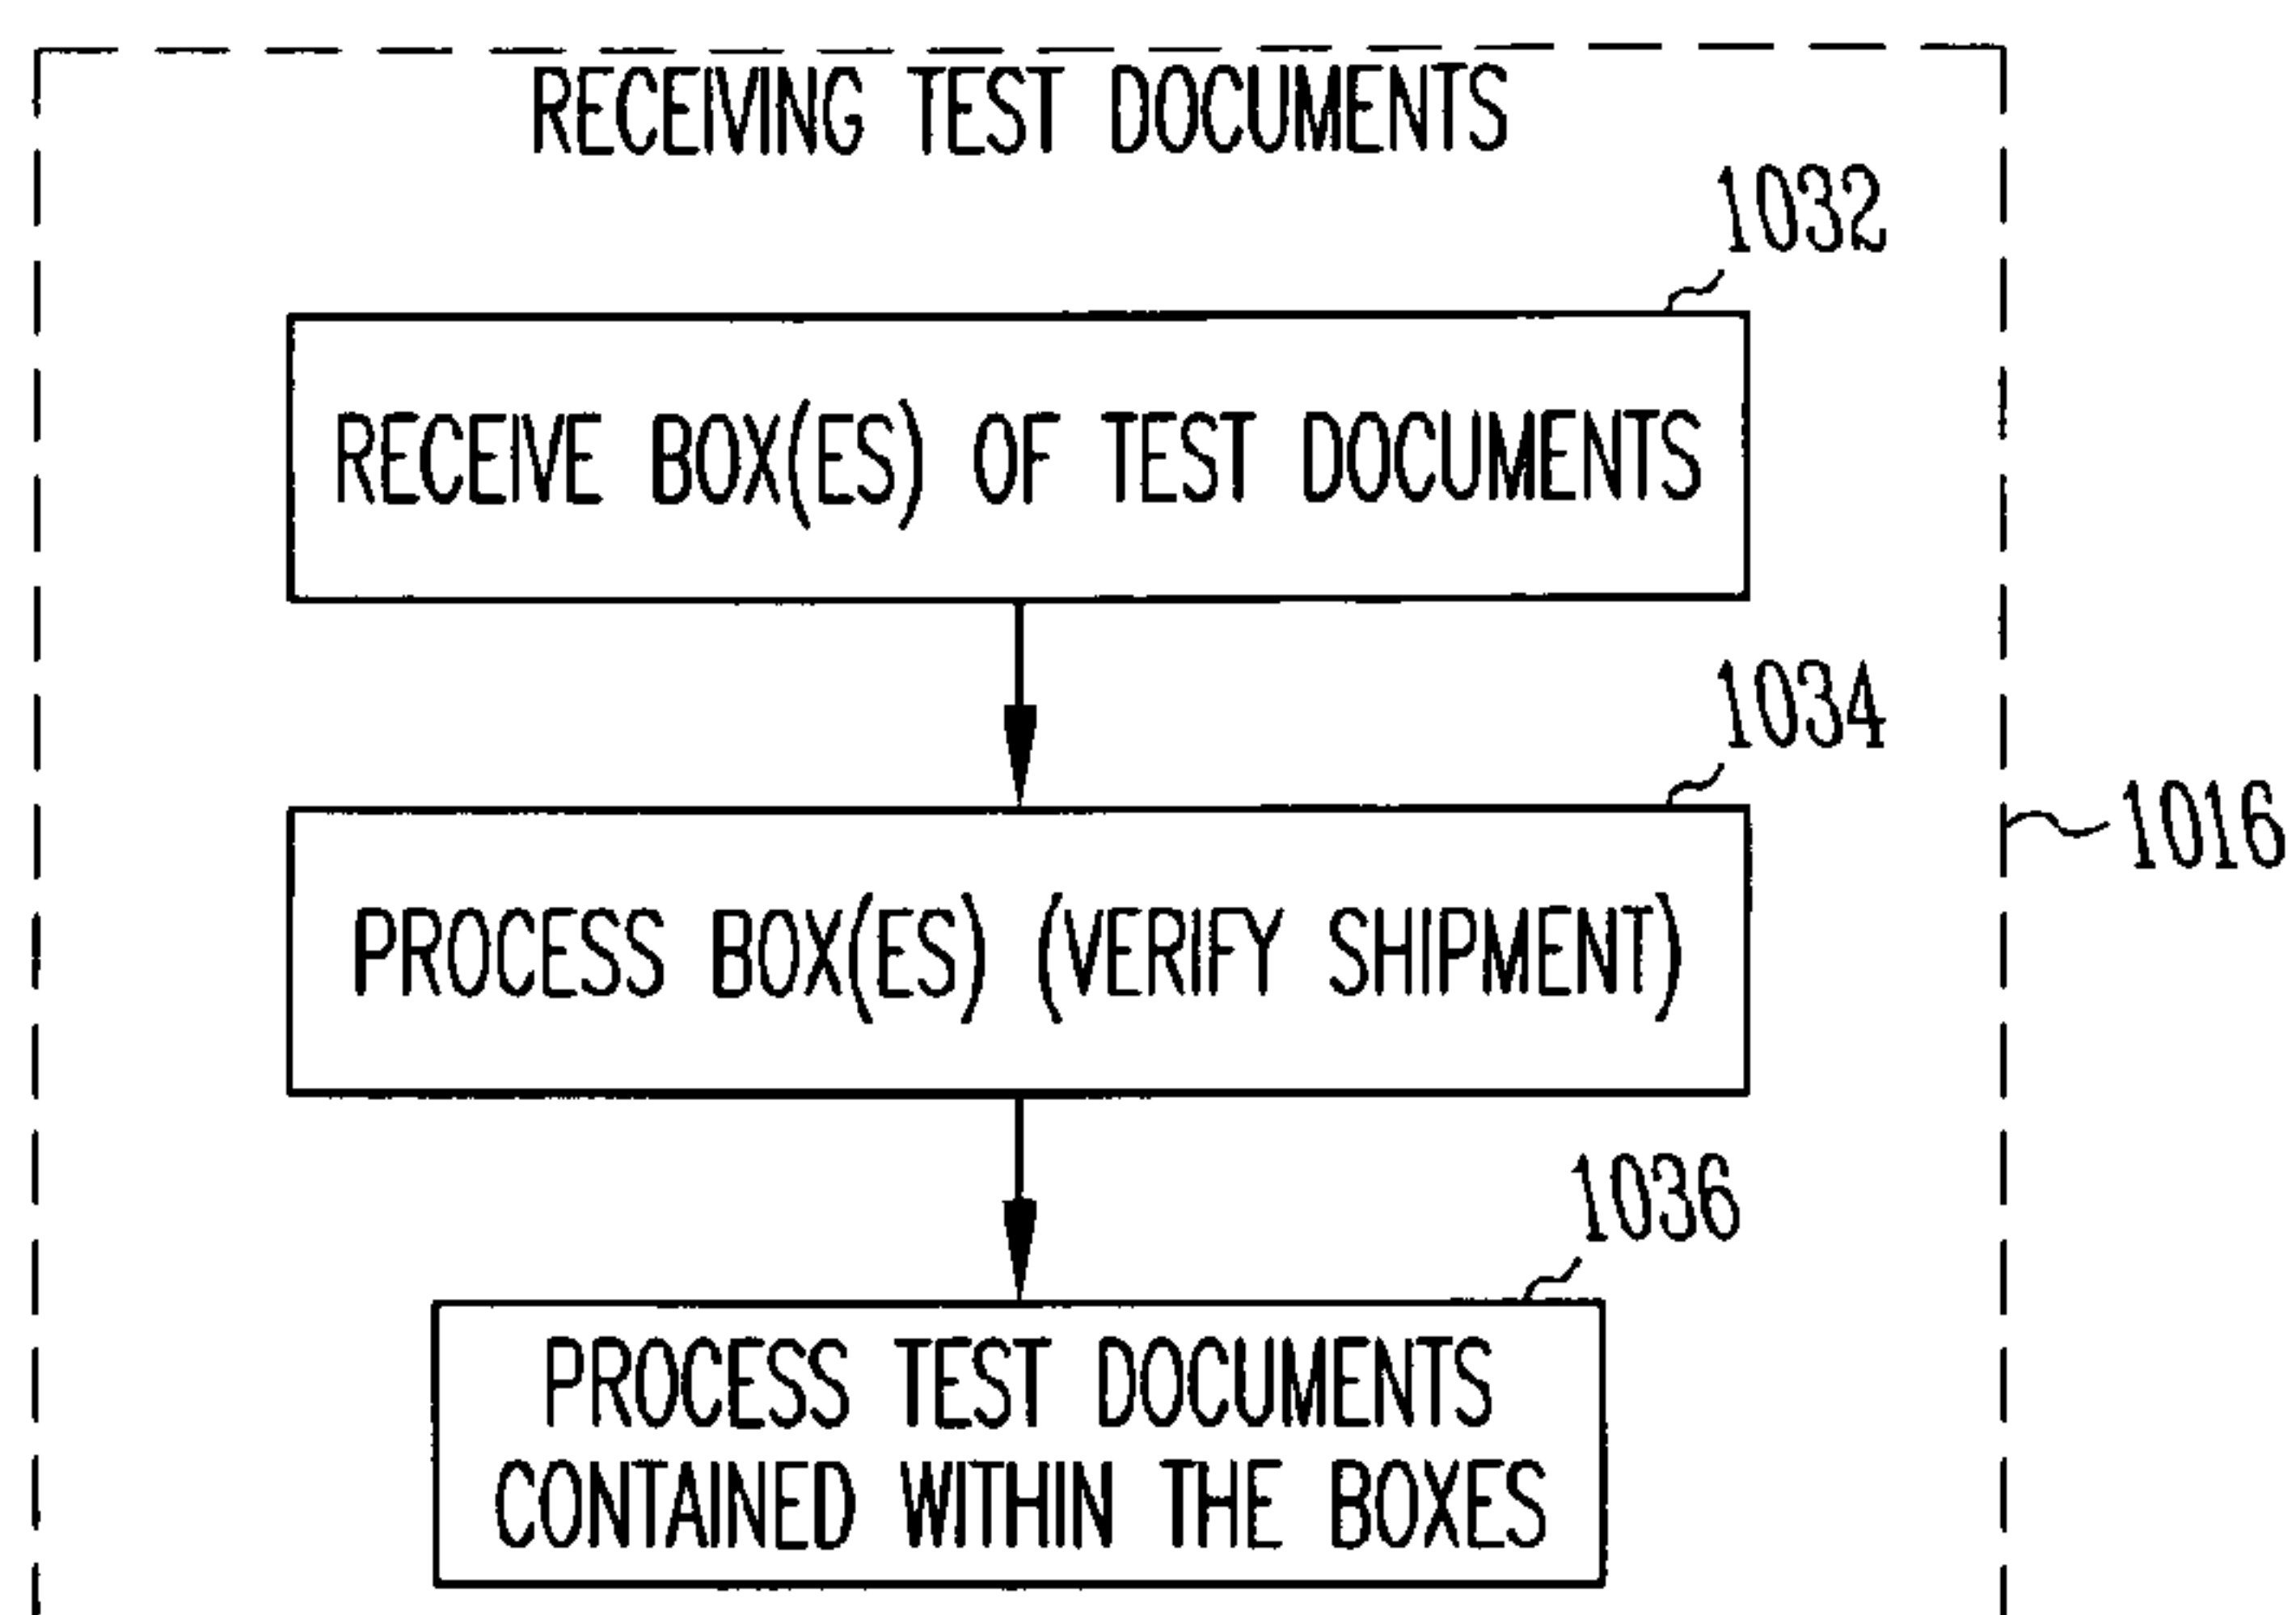 RECEIVING TEST DOCUMENTS
1032
RECEIVE BOX(ES) OF TEST DOCUMENTS
1034
1016
PROCESS BOX(ES) (VERIFY SHIPMENT)
1036
PROCESS TEST DOCUMENTS
CONTAINED WITHIN THE BOXES